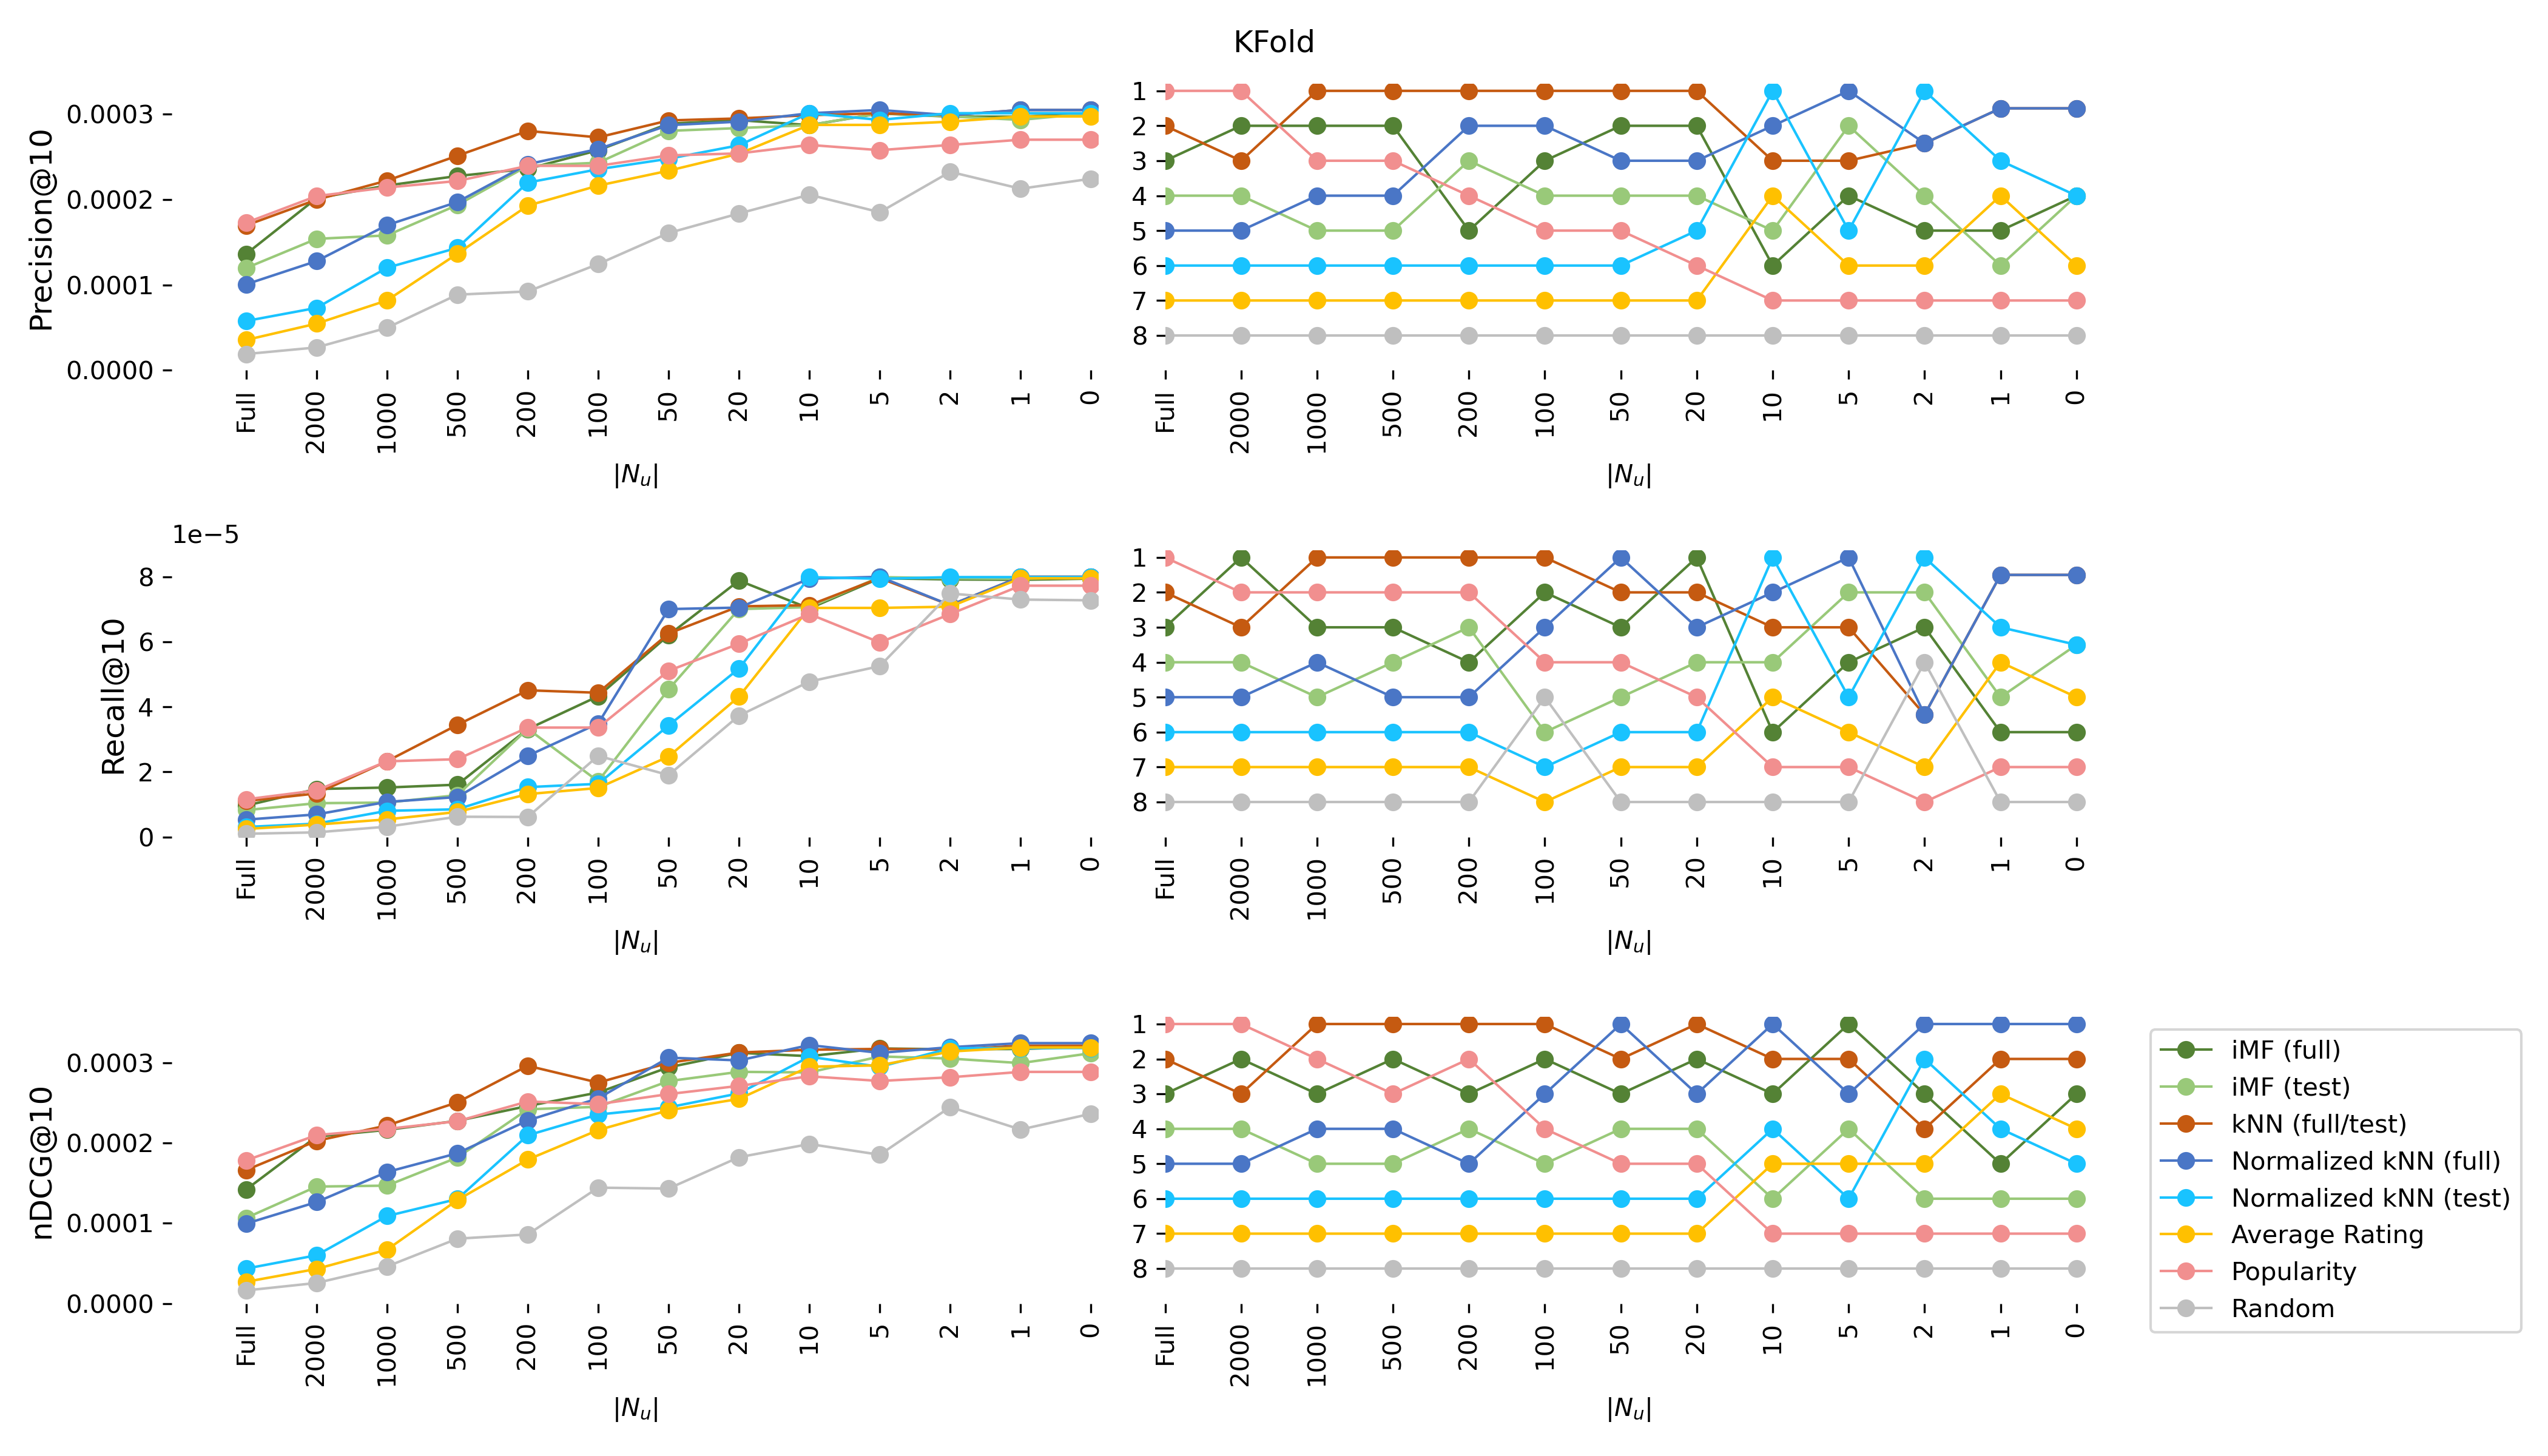 KFold
Precision@10
0.0003
0.0002
0.0001
0.0000
Full 2000 1000 500 200 100 50 20 10 5 2 1 0
|N_u|
1
2
3
4
5
6
7
8
Full 2000 1000 500 200 100 50 20 10 5 2 1 0
|N_u|
1e−5
Recall@10
8
6
4
2
0
Full 2000 1000 500 200 100 50 20 10 5 2 1 0
|N_u|
1
2
3
4
5
6
7
8
Full 2000 1000 500 200 100 50 20 10 5 2 1 0
|N_u|
nDCG@10
0.0003
0.0002
0.0001
0.0000
Full 2000 1000 500 200 100 50 20 10 5 2 1 0
|N_u|
1
2
3
4
5
6
7
8
Full 2000 1000 500 200 100 50 20 10 5 2 1 0
|N_u|
iMF (full)
iMF (test)
kNN (full/test)
Normalized kNN (full)
Normalized kNN (test)
Average Rating
Popularity
Random